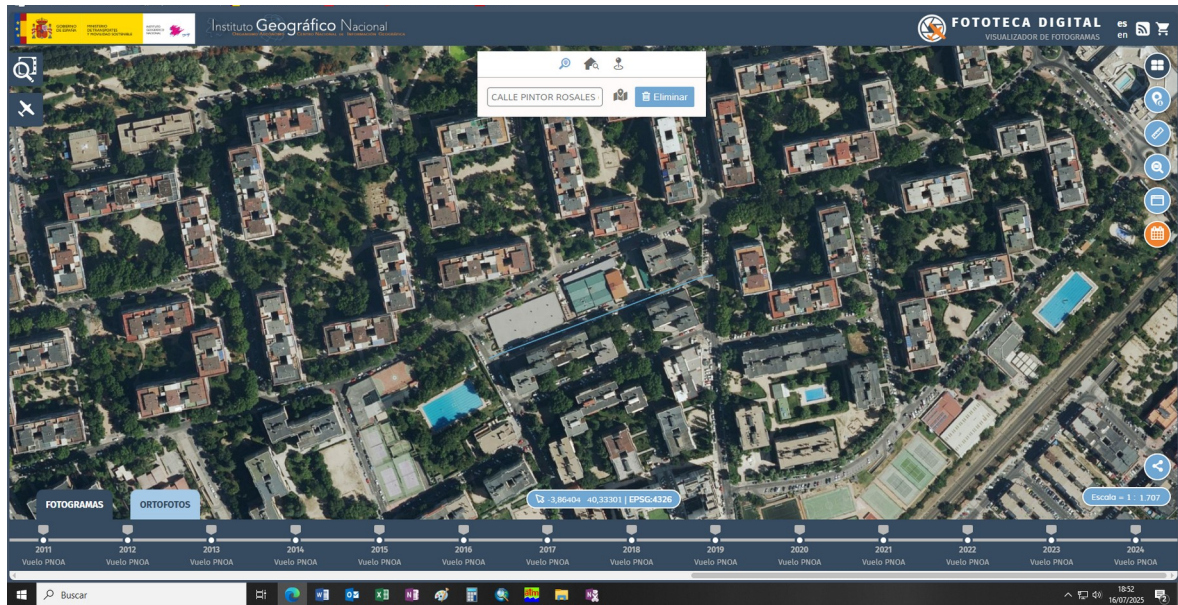 GOBIERNO DE ESPAÑA
MINISTERIO DE TRANSPORTES Y MOVILIDAD SOSTENIBLE
INSTITUTO GEOGRÁFICO NACIONAL
Instituto Geográfico Nacional
FOTOTECA DIGITAL
VISUALIZADOR DE FOTOGRAMAS
es
en
CALLE PINTOR ROSALES
Eliminar
FOTOGRAMAS
ORTOFOTOS
-3,86404 40,33301 | EPSG:4326
Escala = 1 : 1.707
2011 2012 2013 2014 2015 2016 2017 2018 2019 2020 2021 2022 2023 2024
Vuelo PNOA Vuelo PNOA Vuelo PNOA Vuelo PNOA Vuelo PNOA Vuelo PNOA Vuelo PNOA Vuelo PNOA Vuelo PNOA Vuelo PNOA Vuelo PNOA Vuelo PNOA Vuelo PNOA Vuelo PNOA
Buscar
18:52
16/07/2025